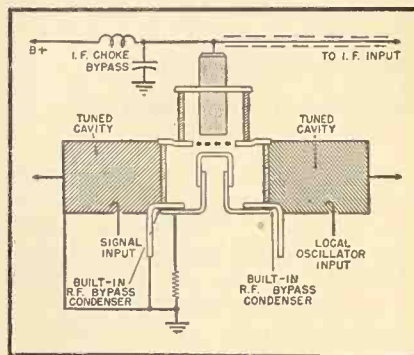 B+
I.F. CHOKE
BYPASS
TO I.F. INPUT
TUNED
CAVITY
TUNED
CAVITY
SIGNAL
INPUT
LOCAL
OSCILLATOR
INPUT
BUILT-IN
R.F. BYPASS
CONDENSER
BUILT-IN
R.F. BYPASS
CONDENSER